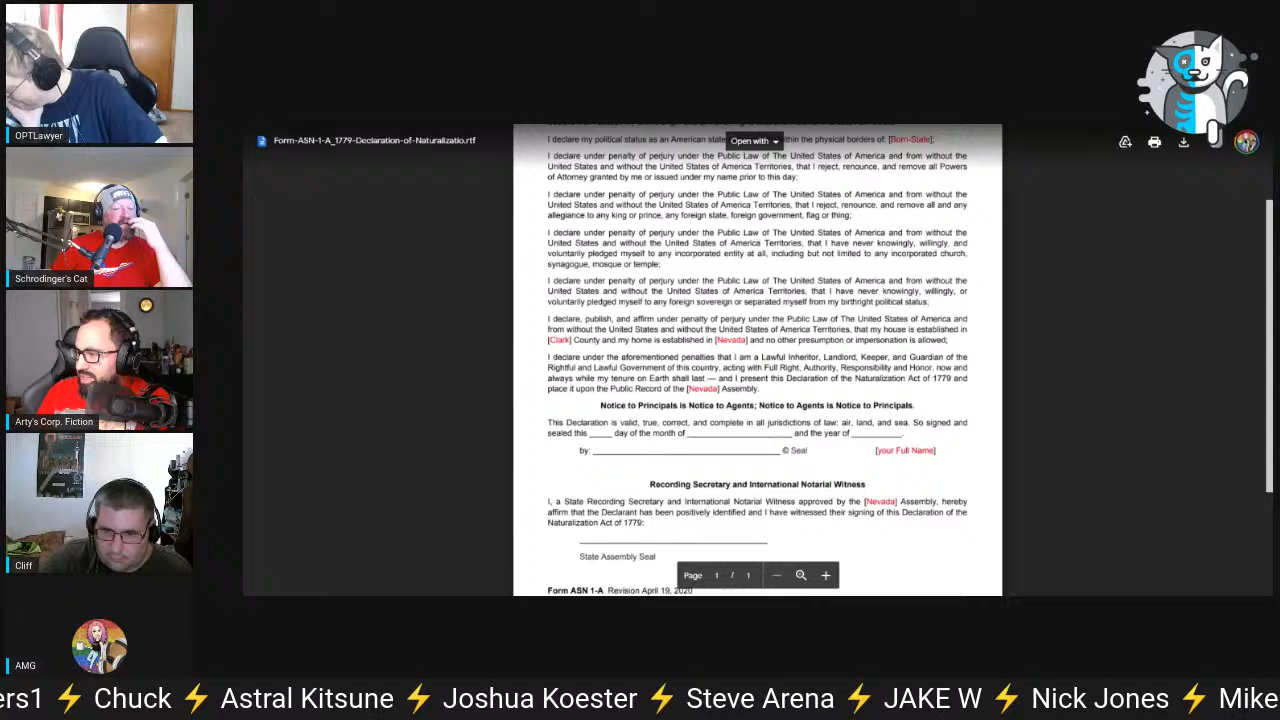 OPTLawyer
Schrodinger's Cat
Arty's Corp. Fiction
Cliff
AMG
Form-ASN-1-A_1779-Declaration-of-Naturalizatio.rtf
Open with
I declare my political status as an American state within the physical borders of: [Born-State].
I declare under penalty of perjury under the Public Law of The United States of America and from without the
United States and without the United States of America Territories, that I reject, renounce, and remove all Powers
of Attorney granted by me or issued under my name prior to this day;
I declare under penalty of perjury under the Public Law of The United States of America and from without the
United States and without the United States of America Territories, that I reject, renounce, and remove all and any
allegiance to any king or prince, any foreign state, foreign government, flag or thing;
I declare under penalty of perjury under the Public Law of The United States of America and from without the
United States and without the United States of America Territories, that I have never knowingly, willingly, and
voluntarily pledged myself to any incorporated entity at all, including but not limited to any incorporated church,
synagogue, mosque or temple;
I declare under penalty of perjury under the Public Law of The United States of America and from without the
United States and without the United States of America Territories, that I have never knowingly, willingly, or
voluntarily pledged myself to any foreign sovereign or separated myself from my birthright political status;
I declare, publish, and affirm under penalty of perjury under the Public Law of The United States of America and
from without the United States and without the United States of America Territories, that my house is established in
[Clark] County and my home is established in [Nevada] and no other presumption or impersonation is allowed;
I declare under the aforementioned penalties that I am a Lawful Inheritor, Landlord, Keeper, and Guardian of the
Rightful and Lawful Government of this country, acting with Full Right, Authority, Responsibility and Honor, now and
always while my tenure on Earth shall last — and I present this Declaration of the Naturalization Act of 1779 and
place it upon the Public Record of the [Nevada] Assembly.
Notice to Principals is Notice to Agents; Notice to Agents is Notice to Principals.
This Declaration is valid, true, correct, and complete in all jurisdictions of law: air, land, and sea. So signed and
sealed this _____ day of the month of ____________________ and the year of __________.
by: ____________________ © Seal [your Full Name]
Recording Secretary and International Notarial Witness
I, a State Recording Secretary and International Notarial Witness approved by the [Nevada] Assembly, hereby
affirm that the Declarant has been positively identified and I have witnessed their signing of this Declaration of the
Naturalization Act of 1779:
State Assembly Seal
Page 1 / 1
Form ASN 1-A Revision April 19, 2020
ers1 ⚡ Chuck ⚡ Astral Kitsune ⚡ Joshua Koester ⚡ Steve Arena ⚡ JAKE W ⚡ Nick Jones ⚡ Mike